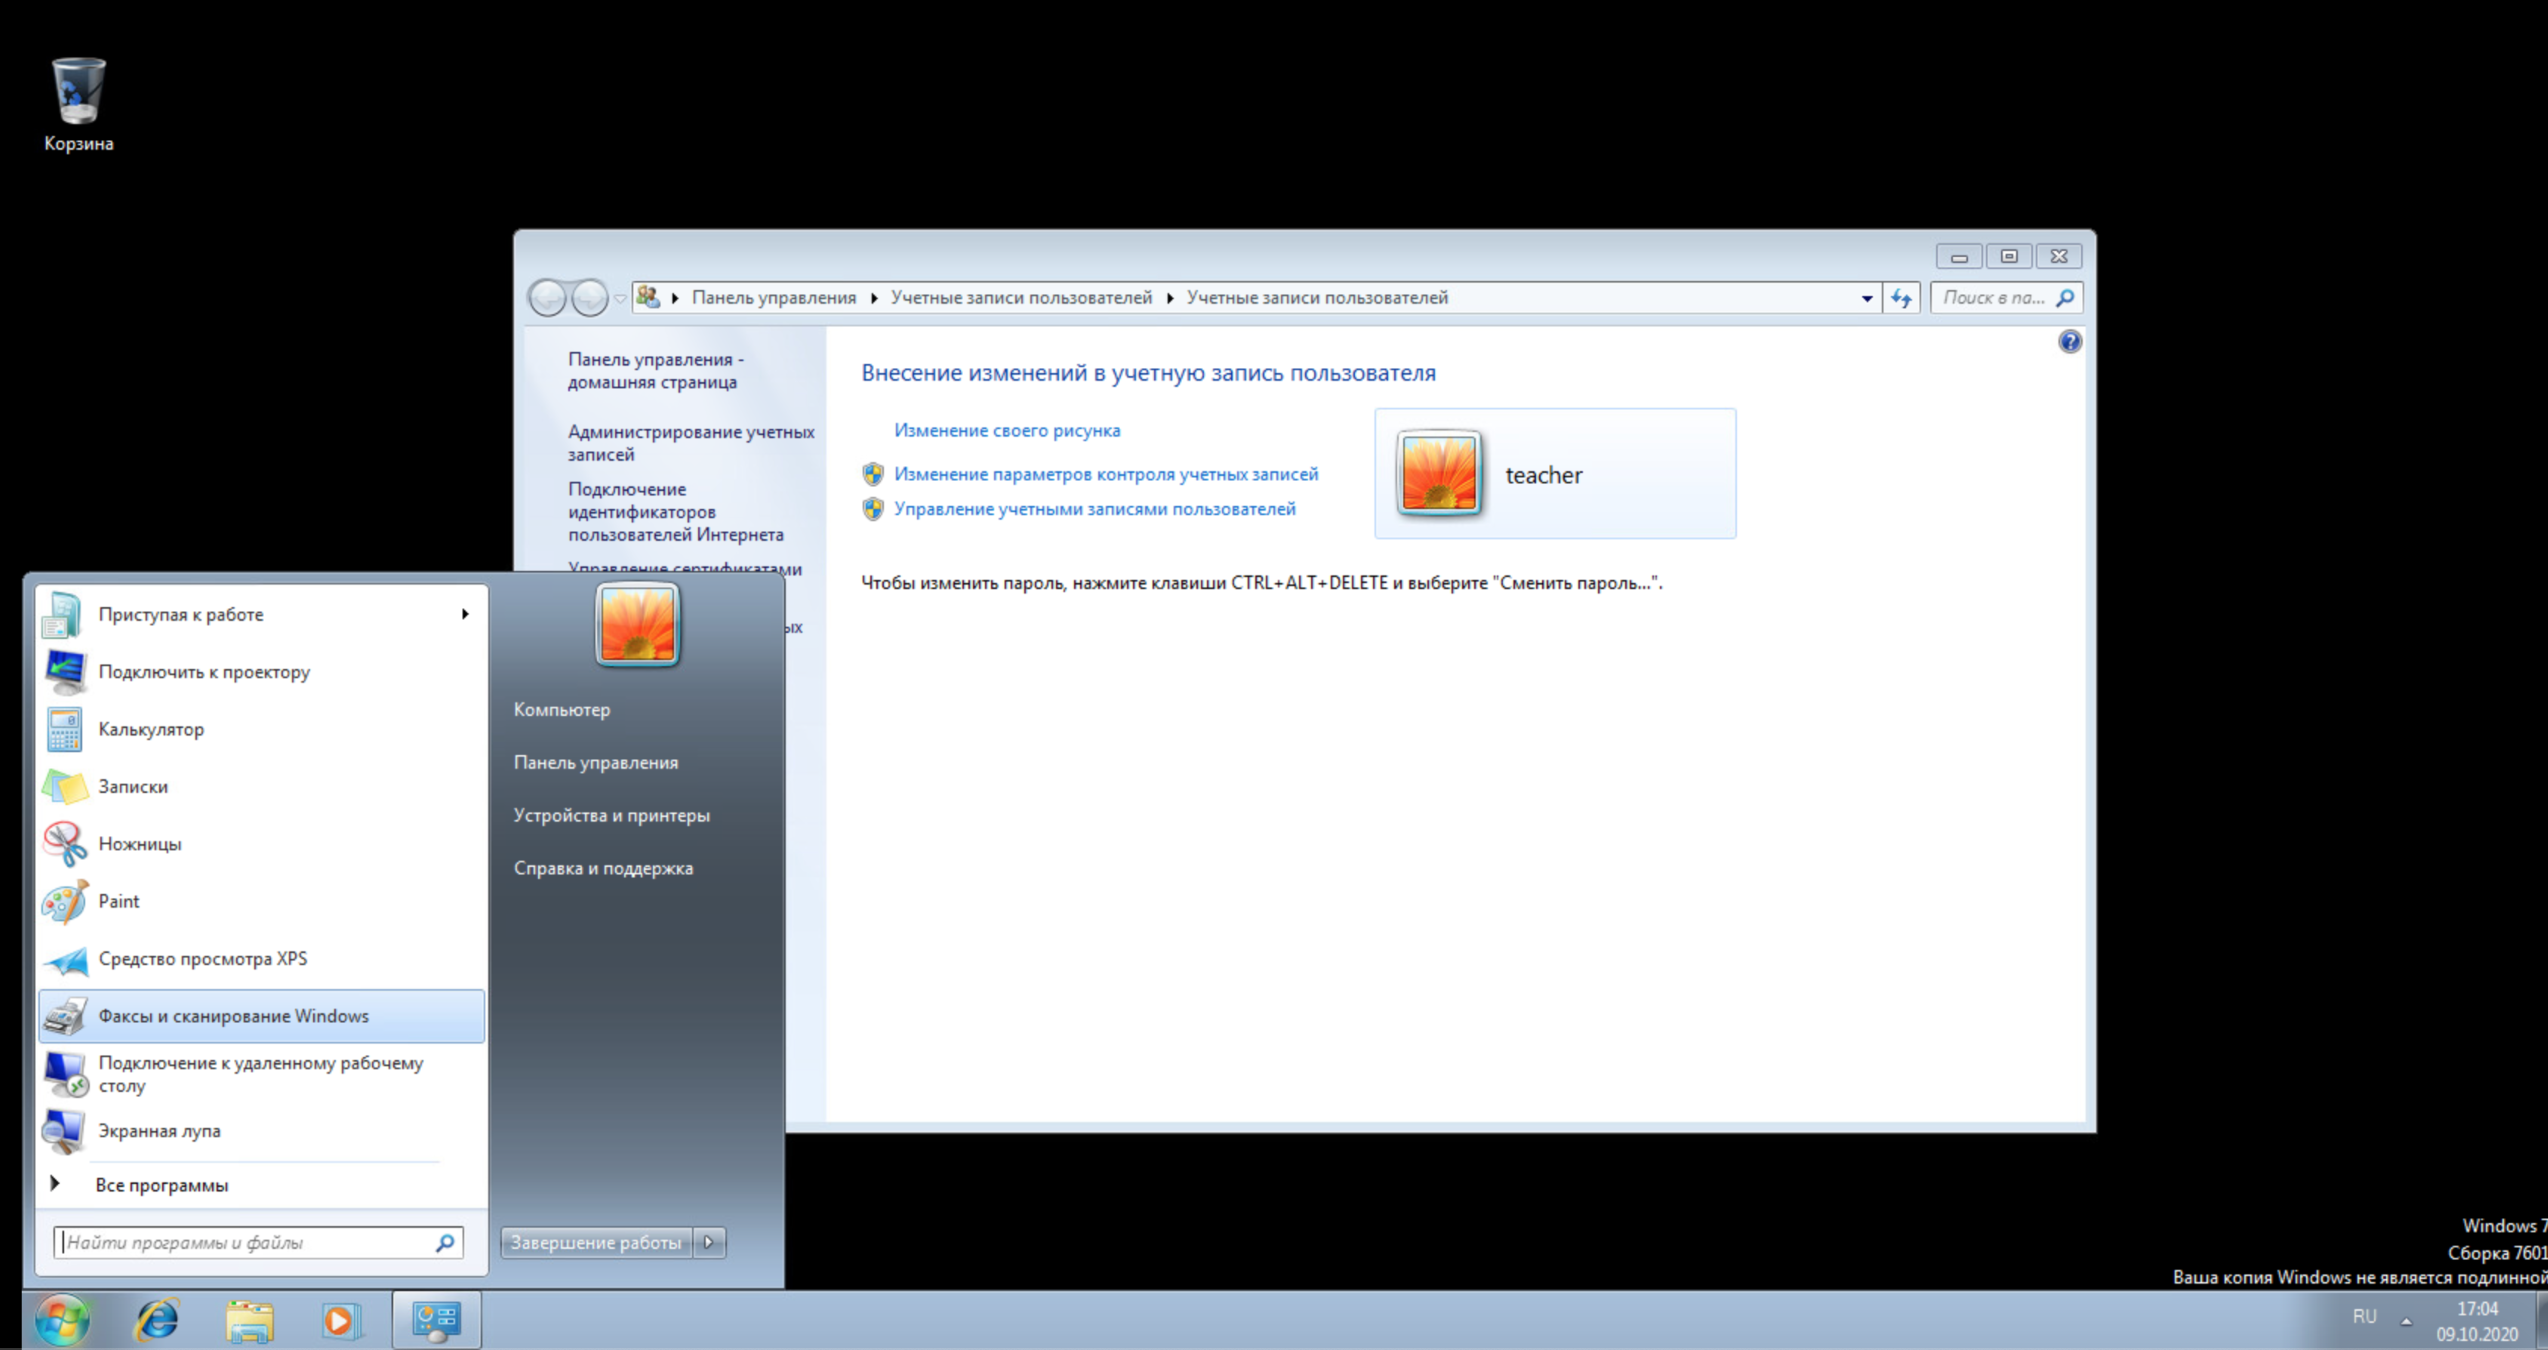 Корзина
Панель управления
Учетные записи пользователей
Учетные записи пользователей
Поиск в па...
Панель управления -
домашняя страница
Администрирование учетных
записей
Подключение
идентификаторов
пользователей Интернета
Управление сертификатами
Внесение изменений в учетную запись пользователя
Изменение своего рисунка
Изменение параметров контроля учетных записей
Управление учетными записями пользователей
teacher
Чтобы изменить пароль, нажмите клавиши CTRL+ALT+DELETE и выберите "Сменить пароль...".
Приступая к работе
Подключить к проектору
Калькулятор
Записки
Ножницы
Paint
Средство просмотра XPS
Факсы и сканирование Windows
Подключение к удаленному рабочему
столу
Экранная лупа
Все программы
Найти программы и файлы
Компьютер
Панель управления
Устройства и принтеры
Справка и поддержка
Завершение работы
Windows 7
Сборка 7601
Ваша копия Windows не является подлинной
RU
17:04
09.10.2020